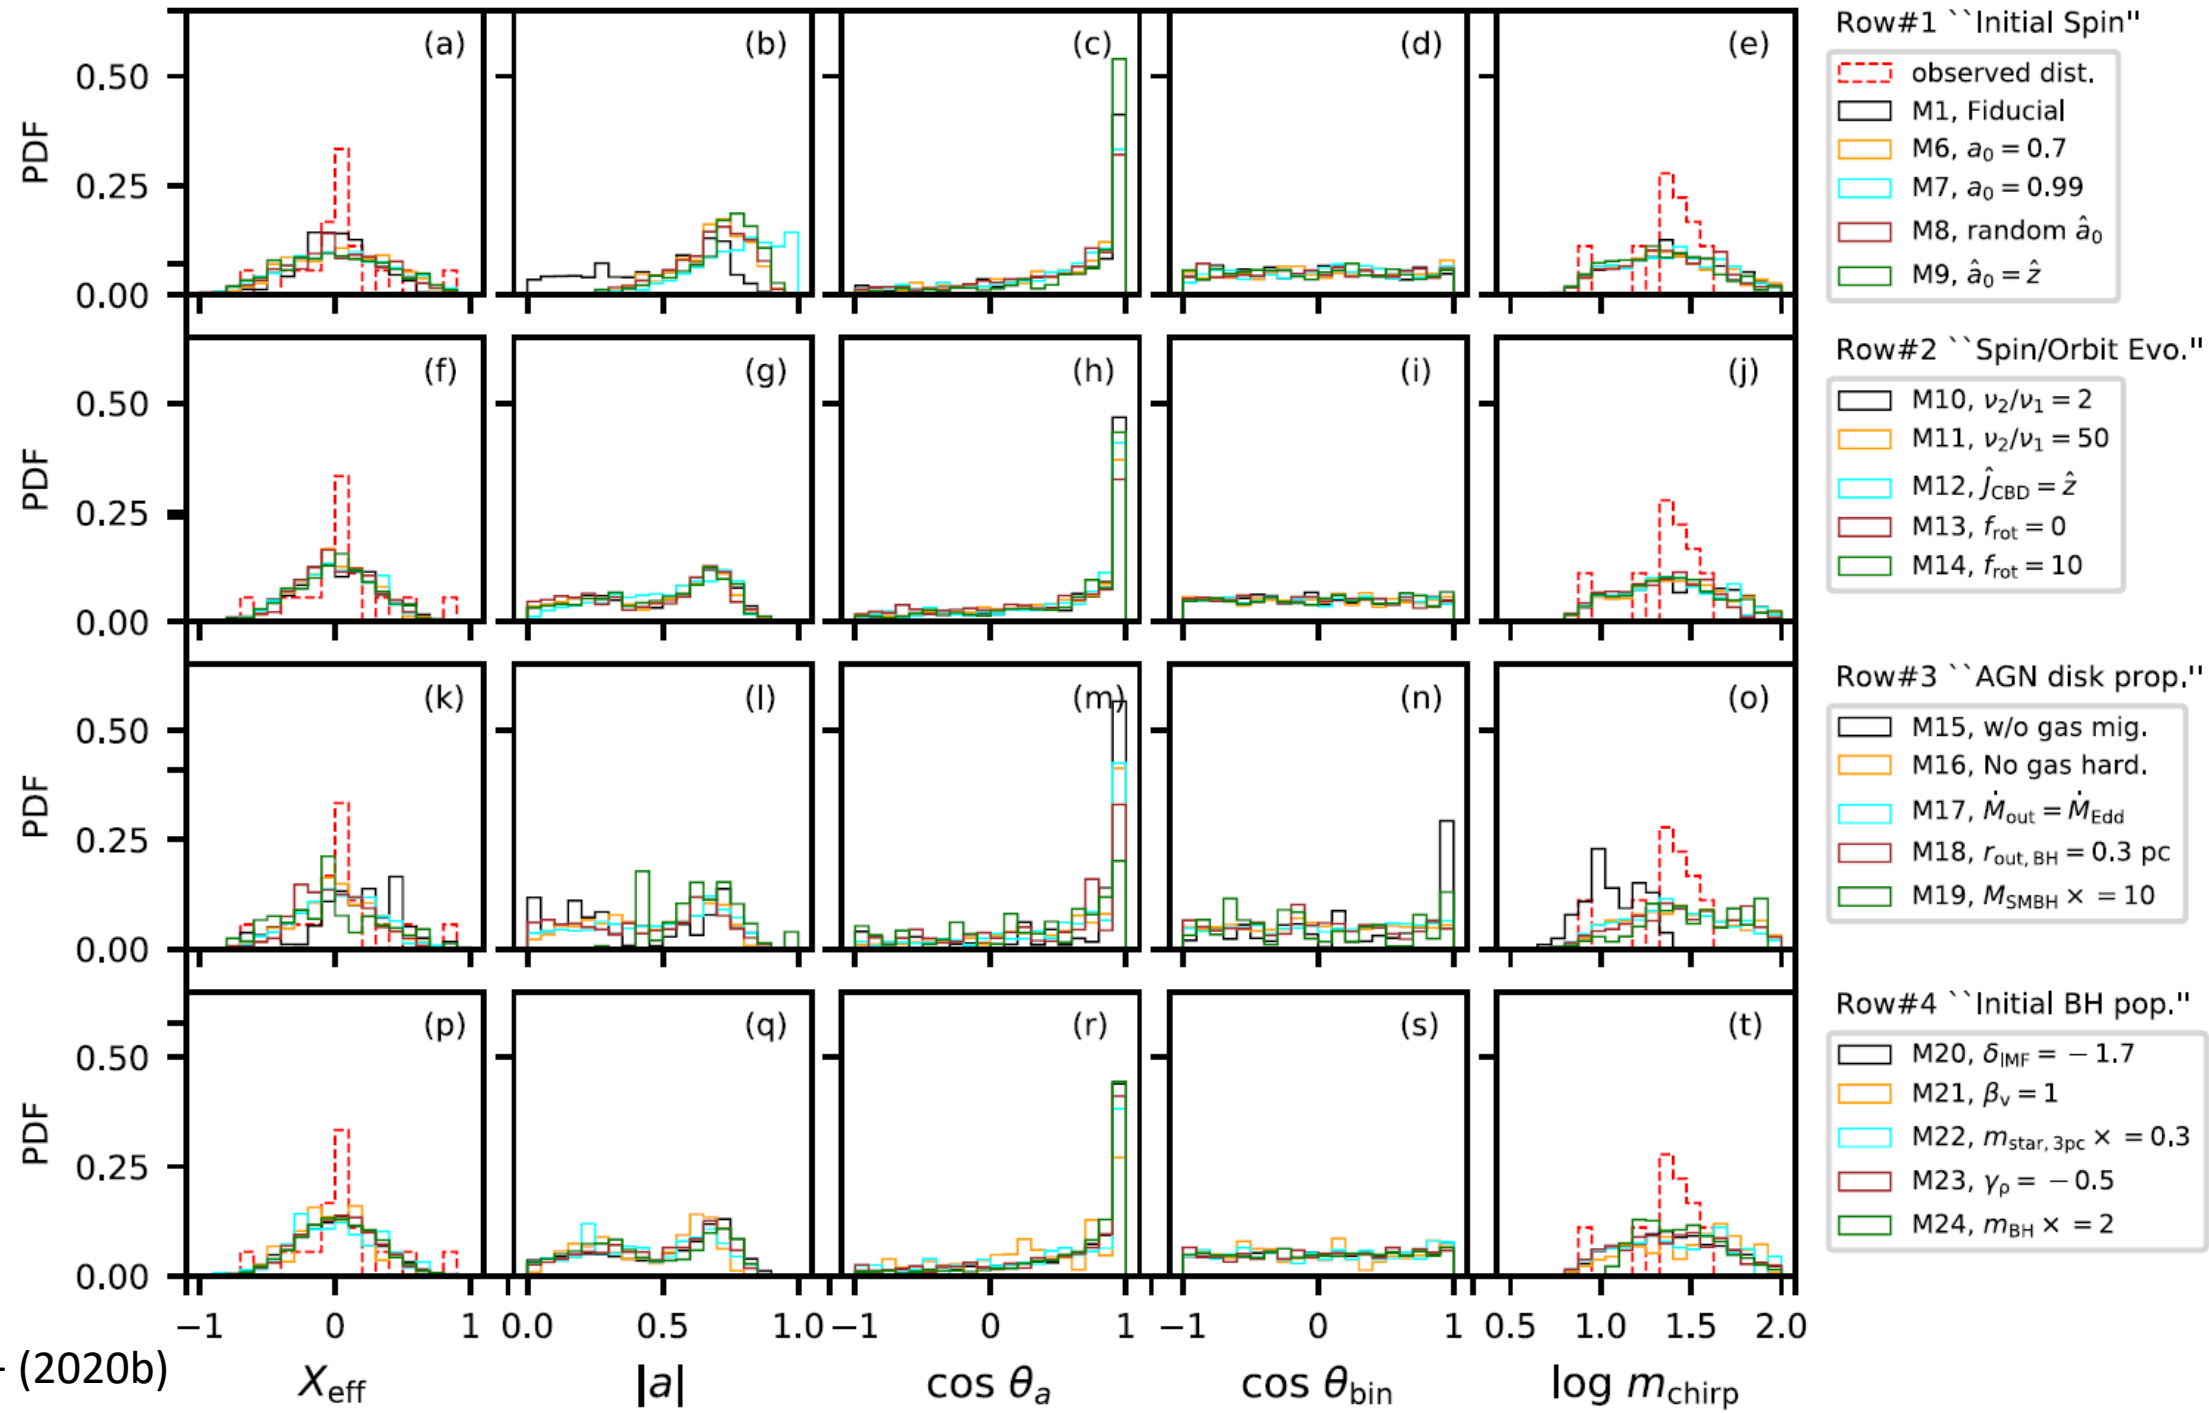 (a) (b) (c) (d) (e)
PDF
0.50
0.25
0.00
Row#1 ``Initial Spin"
observed dist.
M1, Fiducial
M6, a₀ = 0.7
M7, a₀ = 0.99
M8, random â₀
M9, â₀ = ẑ
(f) (g) (h) (i) (j)
PDF
0.50
0.25
0.00
Row#2 ``Spin/Orbit Evo."
M10, ν₂/ν₁ = 2
M11, ν₂/ν₁ = 50
M12, Ĵ_CBD = ẑ
M13, f_rot = 0
M14, f_rot = 10
(k) (l) (m) (n) (o)
PDF
0.50
0.25
0.00
Row#3 ``AGN disk prop."
M15, w/o gas mig.
M16, No gas hard.
M17, Ṁ_out = Ṁ_Edd
M18, r_out, BH = 0.3 pc
M19, M_SMBH × = 10
(p) (q) (r) (s) (t)
PDF
0.50
0.25
0.00
Row#4 ``Initial BH pop."
M20, δ_IMF = − 1.7
M21, β_v = 1
M22, m_star, 3pc × = 0.3
M23, γ_ρ = − 0.5
M24, m_BH × = 2
−1 0 1 0.0 0.5 1.0 −1 0 1 −1 0 1 0.5 1.0 1.5 2.0
(2020b)
X_eff |a| cos θ_a cos θ_bin log m_chirp